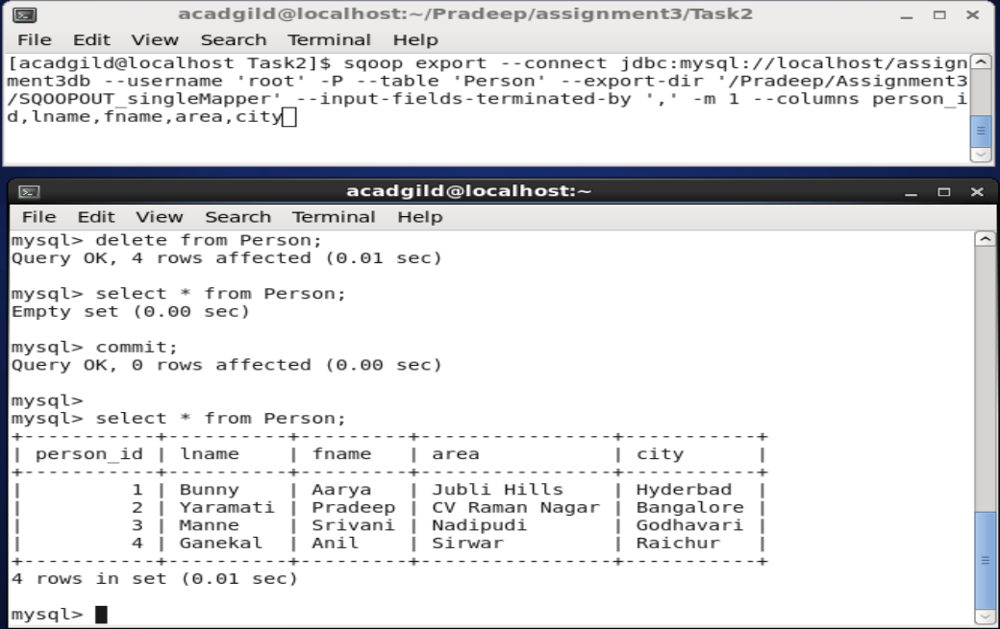 acadgild@localhost:~/Pradeep/assignment3/Task2
File Edit View Search Terminal Help
[acadgild@localhost Task2]$ sqoop export --connect jdbc:mysql://localhost/assign
ment3db --username 'root' -P --table 'Person' --export-dir '/Pradeep/Assignment3
/SQOOPOUT_singleMapper' --input-fields-terminated-by ',' -m 1 --columns person_i
d,lname,fname,area,city
acadgild@localhost:~
File Edit View Search Terminal Help
mysql> delete from Person;
Query OK, 4 rows affected (0.01 sec)
mysql> select * from Person;
Empty set (0.00 sec)
mysql> commit;
Query OK, 0 rows affected (0.00 sec)
mysql>
mysql> select * from Person;
+-----------+----------+---------+----------------+-----------+
| person_id | lname    | fname   | area           | city      |
+-----------+----------+---------+----------------+-----------+
|         1 | Bunny    | Aarya   | Jubli Hills    | Hyderbad  |
|         2 | Yaramati | Pradeep | CV Raman Nagar | Bangalore |
|         3 | Manne    | Srivani | Nadipudi       | Godhavari |
|         4 | Ganekal  | Anil    | Sirwar         | Raichur   |
+-----------+----------+---------+----------------+-----------+
4 rows in set (0.01 sec)
mysql>